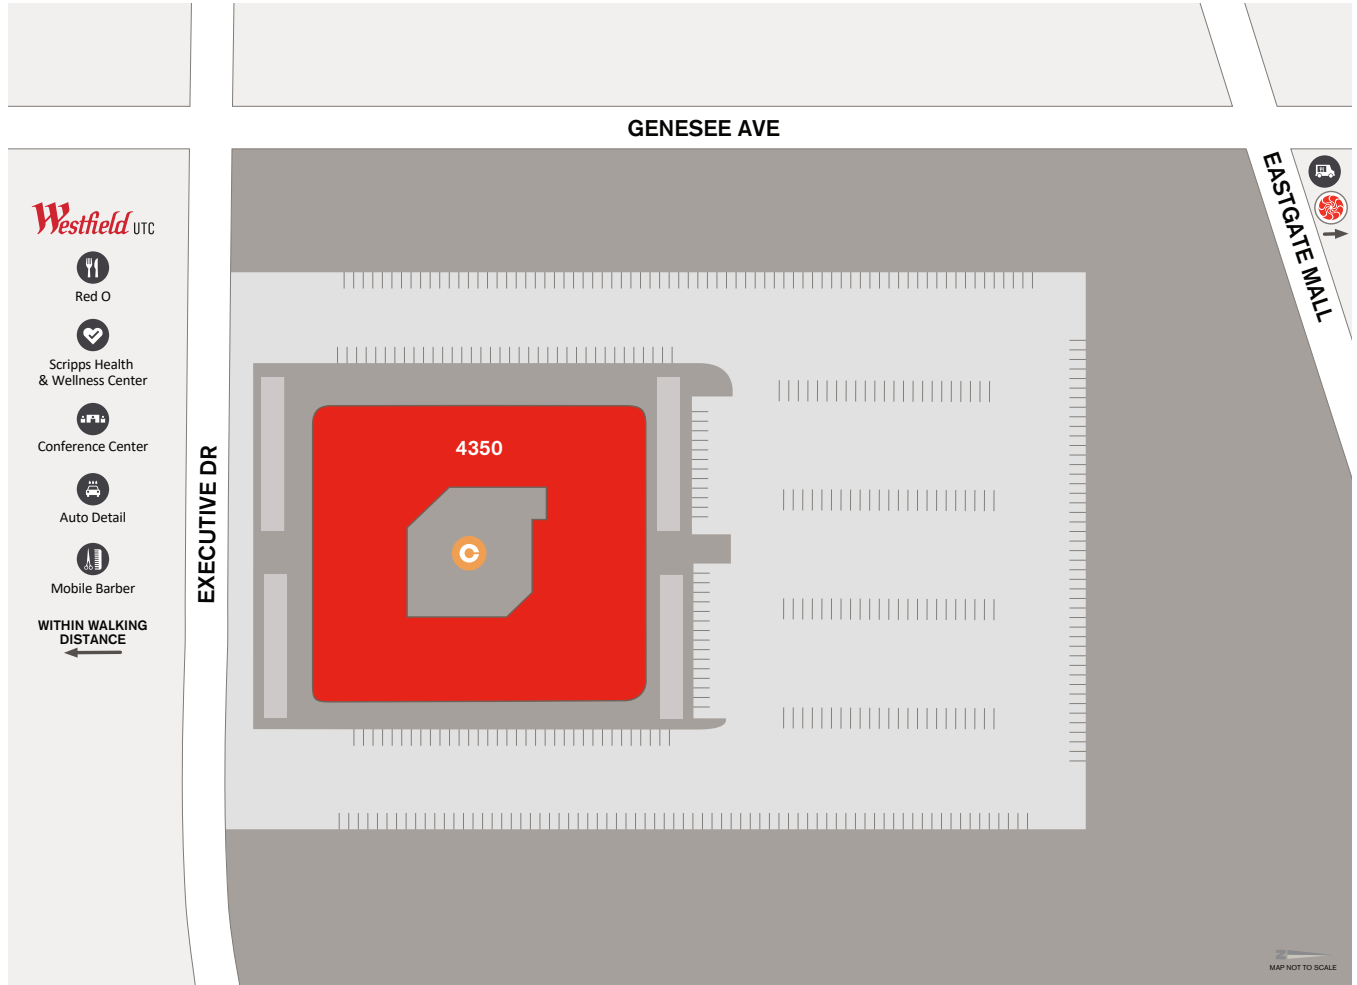 GENESEE AVE
EASTGATE MALL
Westfield UTC
Red O
Scripps Health
& Wellness Center
Conference Center
Auto Detail
Mobile Barber
WITHIN WALKING
DISTANCE
EXECUTIVE DR
4350
C
N
MAP NOT TO SCALE